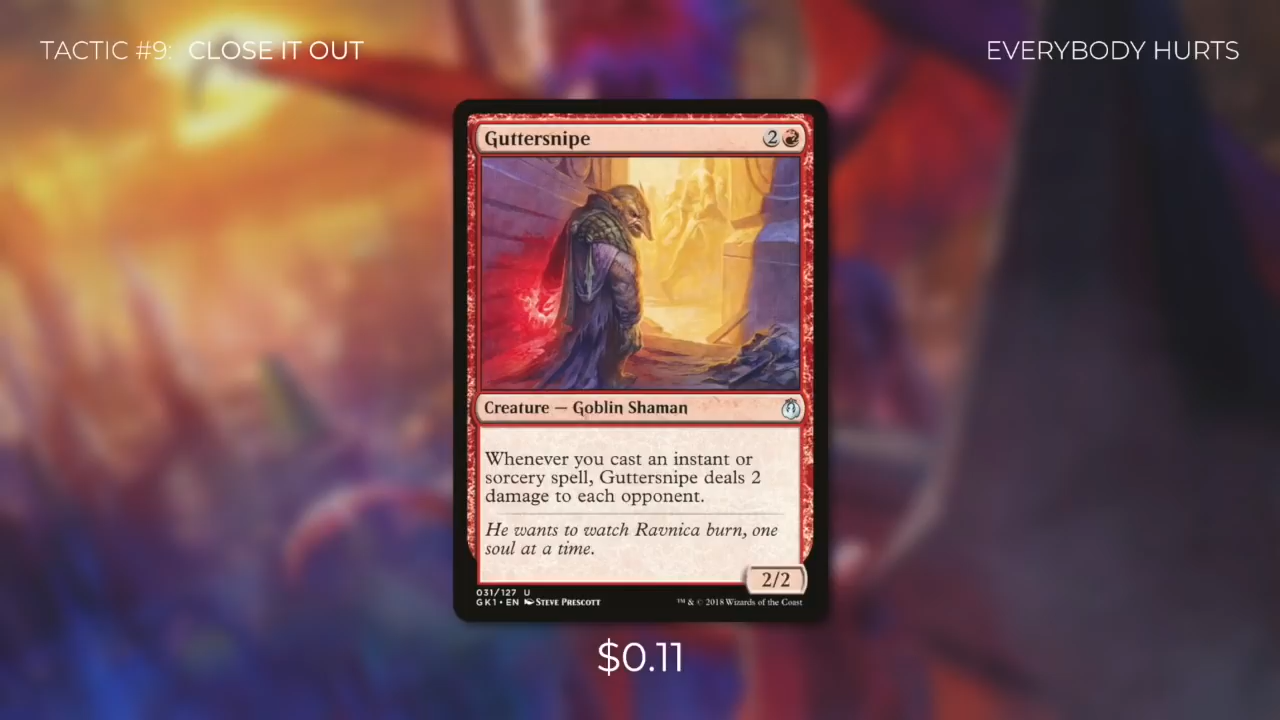 TACTIC #9: CLOSE IT OUT
EVERYBODY HURTS
Guttersnipe 2
Creature — Goblin Shaman
Whenever you cast an instant or
sorcery spell, Guttersnipe deals 2
damage to each opponent.
He wants to watch Ravnica burn, one
soul at a time.
2/2
031/127 U
GK1 • EN Steve Prescott
™ & © 2018 Wizards of the Coast
$0.11